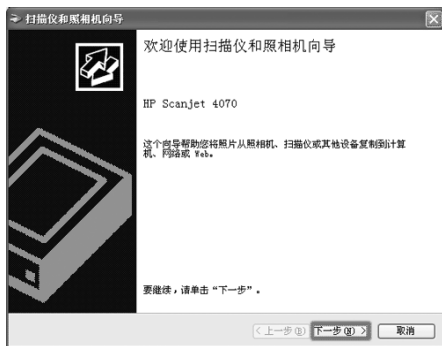 扫描仪和照相机向导
欢迎使用扫描仪和照相机向导
HP Scanjet 4070
这个向导帮助您将照片从照相机、扫描仪或其他设备复制到计算
机、网络或 Web。
要继续，请单击“下一步”。
< 上一步(B) 下一步(N) > 取消